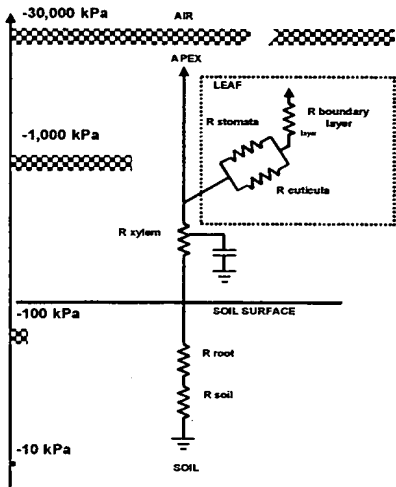 -30,000 kPa
AIR
APEX
LEAF
R stomata
R boundary
layer
layer
-1,000 kPa
R cuticula
R xylem
-100 kPa
SOIL SURFACE
R root
R soil
-10 kPa
SOIL